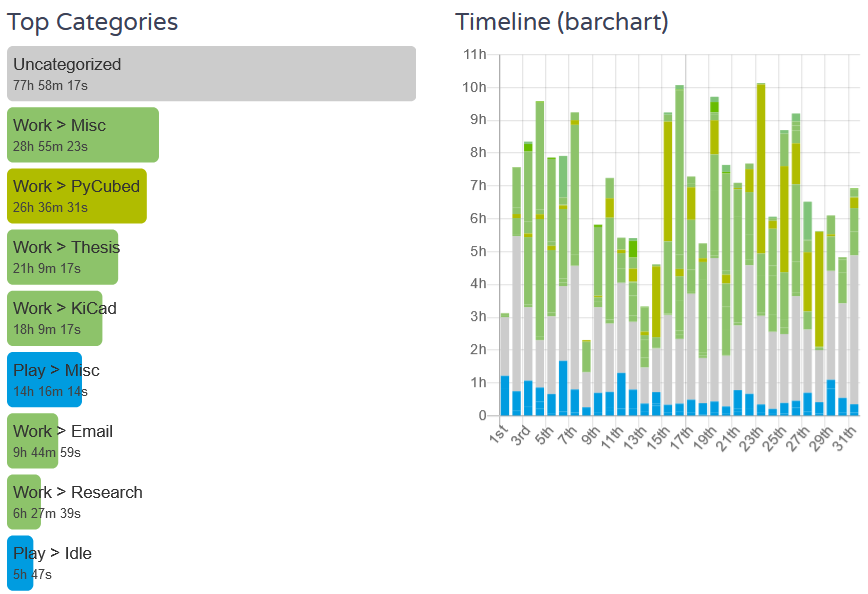 Top Categories
Uncategorized
77h 58m 17s
Work > Misc
28h 55m 23s
Work > PyCubed
26h 36m 31s
Work > Thesis
21h 9m 17s
Work > KiCad
18h 9m 17s
Play > Misc
14h 16m 14s
Work > Email
9h 44m 59s
Work > Research
6h 27m 39s
Play > Idle
5h 47s
Timeline (barchart)
11h
10h
9h
8h
7h
6h
5h
4h
3h
2h
1h
0
1st 3rd 5th 7th 9th 11th 13th 15th 17th 19th 21th 23th 25th 27th 29th 31th